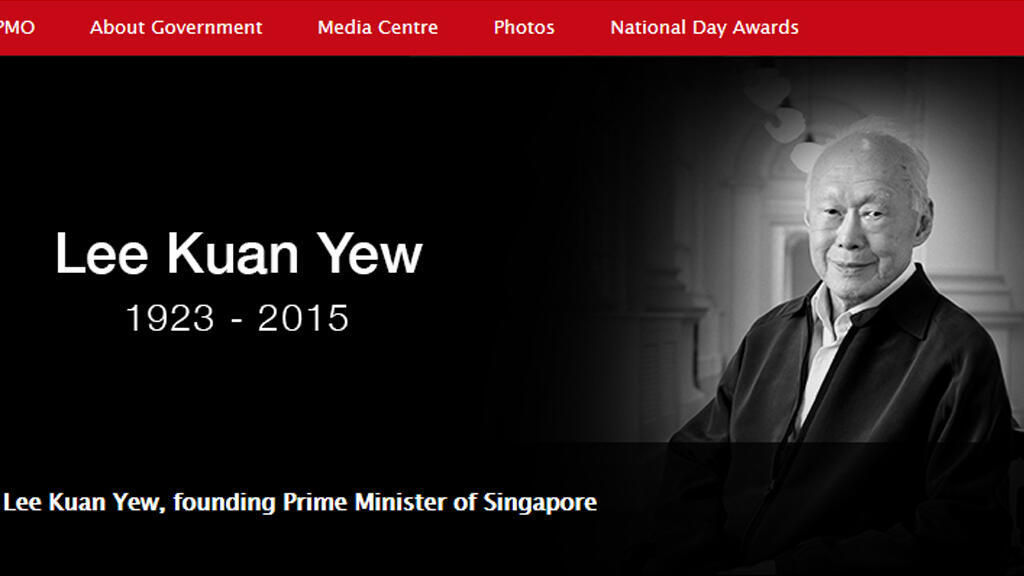 PMO
About Government
Media Centre
Photos
National Day Awards
Lee Kuan Yew
1923 - 2015
Lee Kuan Yew, founding Prime Minister of Singapore